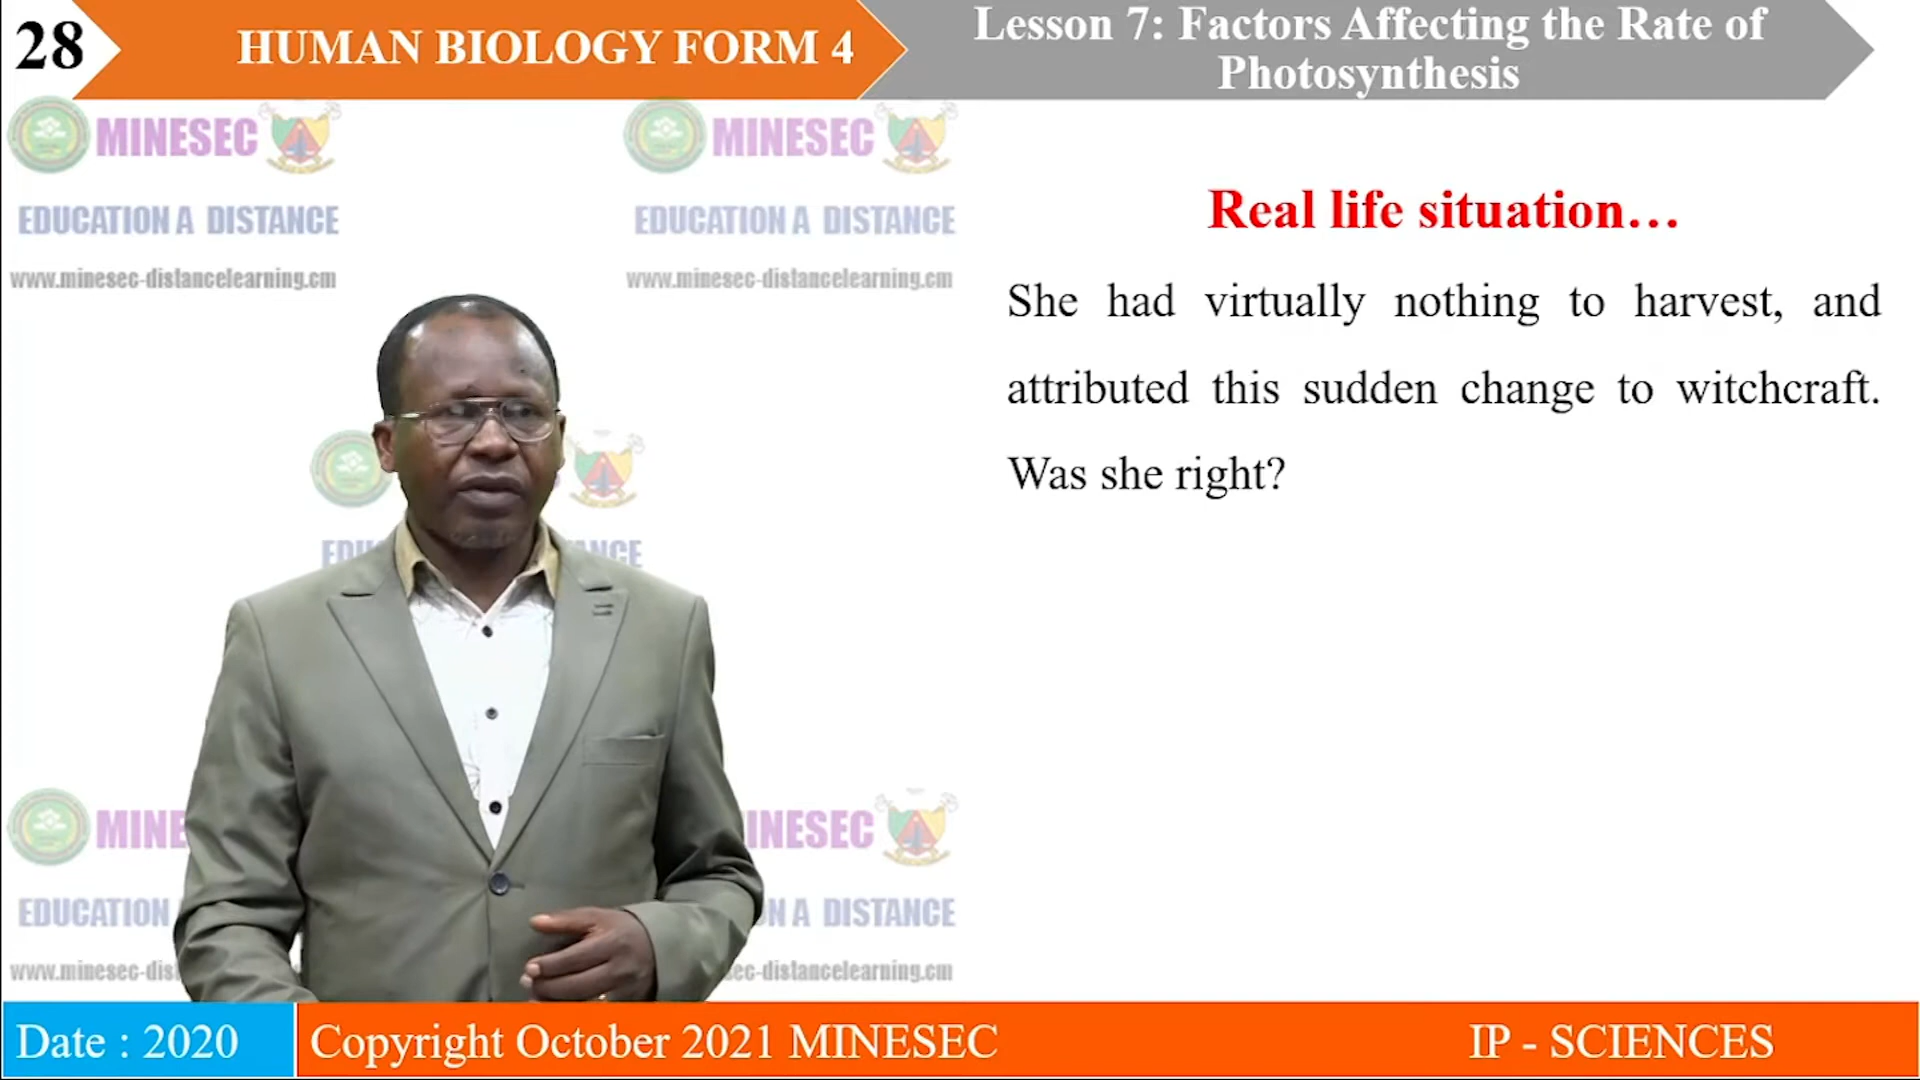 28
HUMAN BIOLOGY FORM 4
Lesson 7: Factors Affecting the Rate of
Photosynthesis
MINESEC
MINESEC
EDUCATION A DISTANCE
EDUCATION A DISTANCE
www.minesec-distancelearning.cm
www.minesec-distancelearning.cm
Real life situation…
She had virtually nothing to harvest, and
attributed this sudden change to witchcraft.
Was she right?
EDU
ANCE
MINE
INESEC
EDUCATION
N A DISTANCE
www.minesec-dis
sec-distancelearning.cm
Date : 2020
Copyright October 2021 MINESEC
IP - SCIENCES